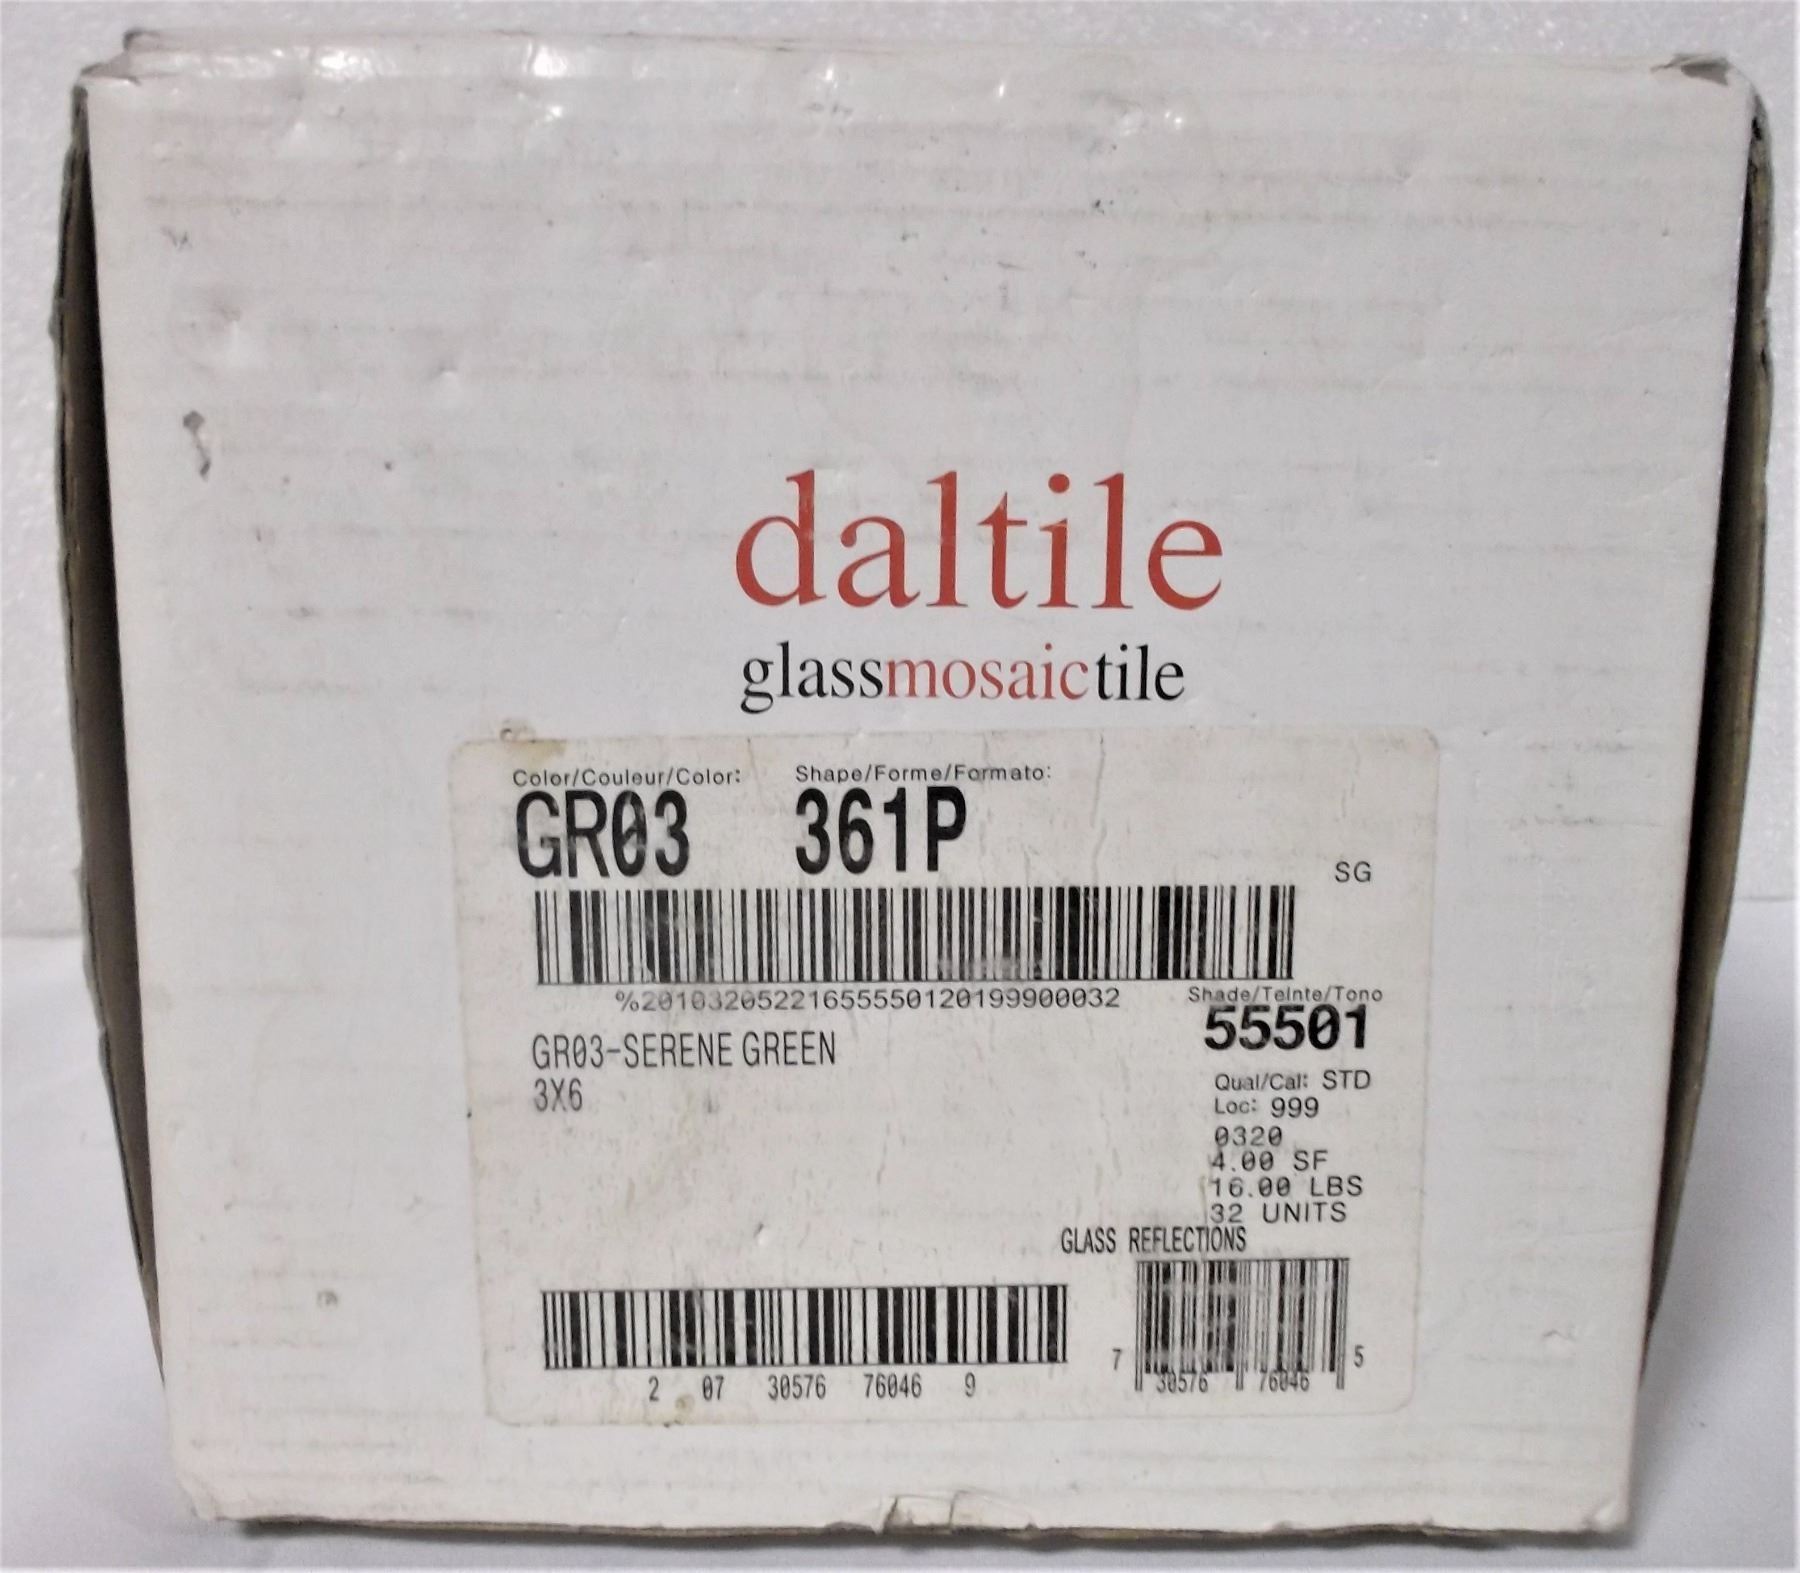 daltile
glassmosaictile
Color/Couleur/Color: Shape/Forme/Formato:
GR03 361P
SG
%2010320522165555012019990​0032
Shade/Teinte/Tono
55501
GR03-SERENE GREEN
3X6
Qual/Cal: STD
Loc: 999
0320
4.00 SF
16.00 LBS
32 UNITS
GLASS REFLECTIONS
2 07 30576 76046 9
7 30576 76046 5